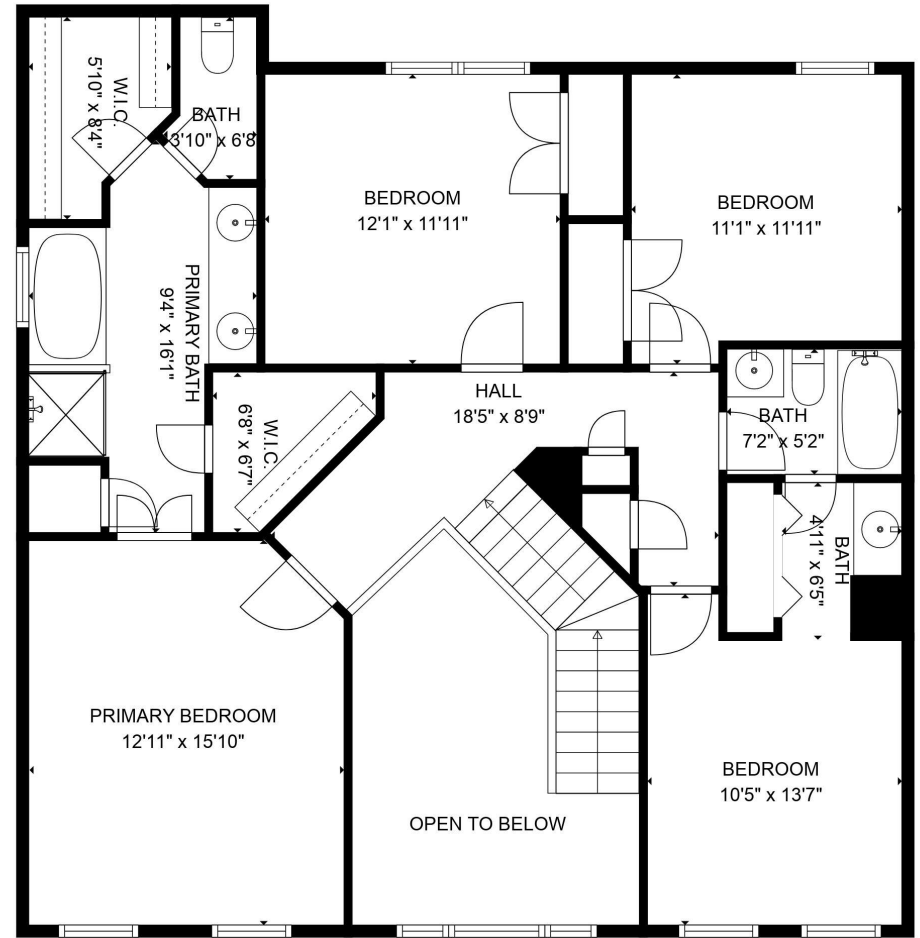 W.I.C.
5'10" x 8'4"
BATH
13'10" x 6'8
BEDROOM
12'1" x 11'11"
BEDROOM
11'1" x 11'11"
PRIMARY BATH
9'4" x 16'1"
W.I.C.
6'8" x 6'7"
HALL
18'5" x 8'9"
BATH
7'2" x 5'2"
BATH
4'11" x 6'5"
PRIMARY BEDROOM
12'11" x 15'10"
BEDROOM
10'5" x 13'7"
OPEN TO BELOW